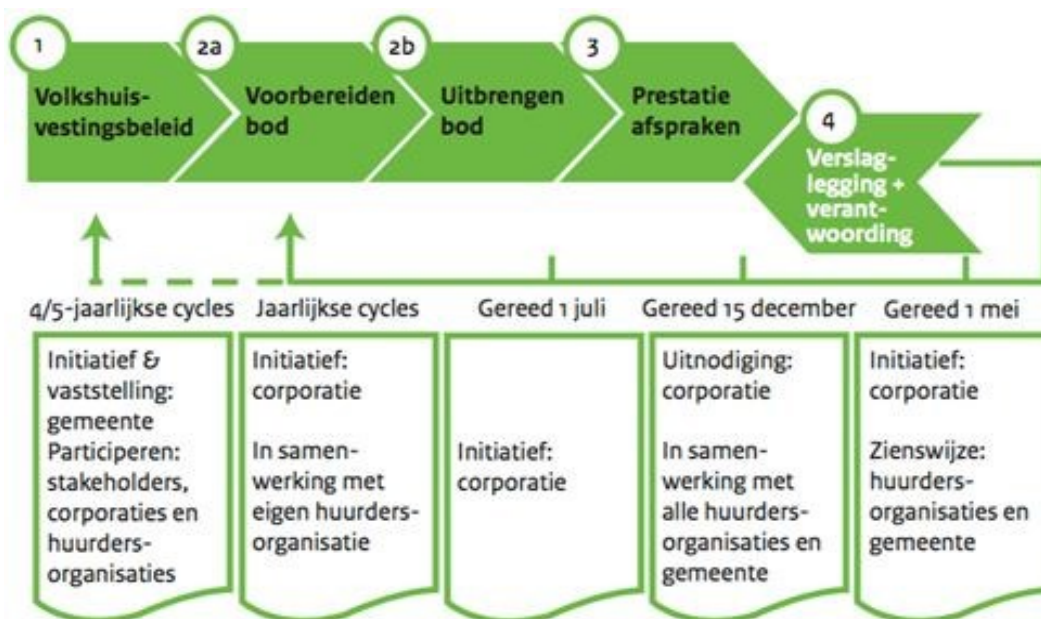 1
Volkshuis-
vestingsbeleid
2a
Voorbereiden
bod
2b
Uitbrengen
bod
3
Prestatie
afspraken
4
Verslag-
legging +
verant-
woording
4/5-jaarlijkse cycles
Jaarlijkse cycles
Gereed 1 juli
Gereed 15 december
Gereed 1 mei
Initiatief &
vaststelling:
gemeente
Participeren:
stakeholders,
corporaties en
huurders-
organisaties
Initiatief:
corporatie
In samen-
werking met
eigen huurders-
organisatie
Initiatief:
corporatie
Uitnodiging:
corporatie
In samen-
werking met
alle huurders-
organisaties en
gemeente
Initiatief:
corporatie
Zienswijze:
huurders-
organisaties en
gemeente